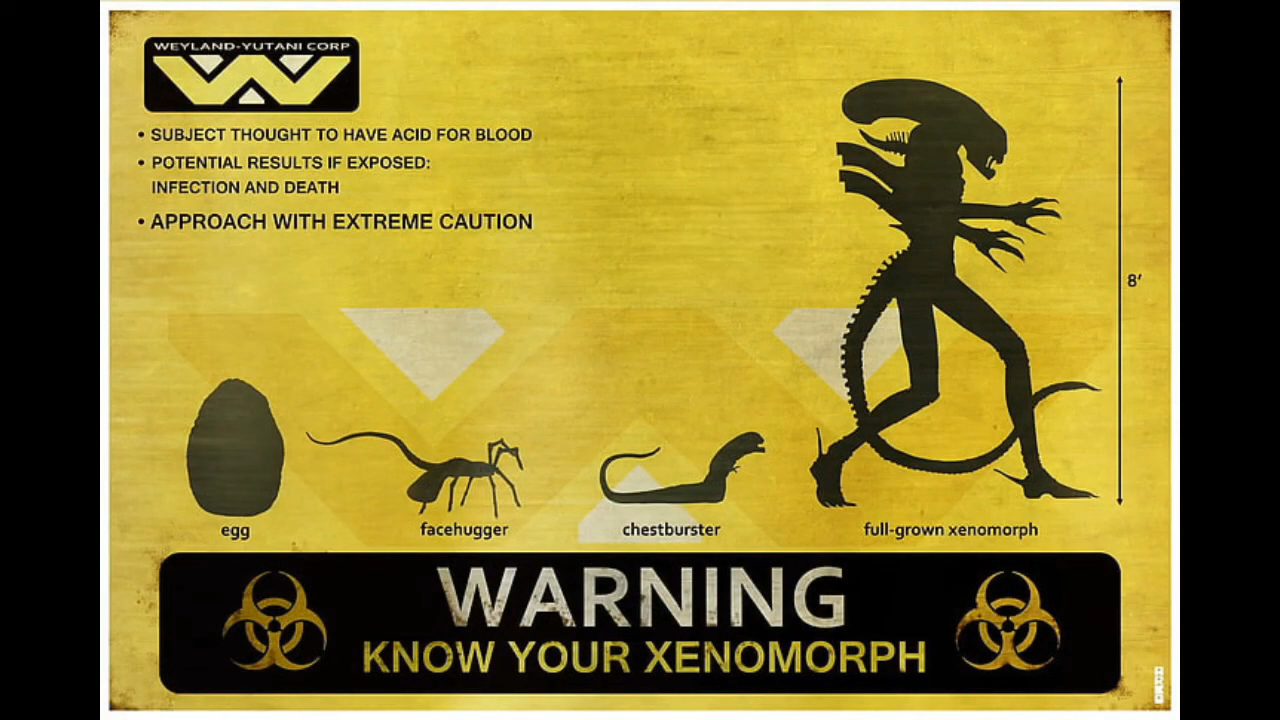 WEYLAND-YUTANI CORP
• SUBJECT THOUGHT TO HAVE ACID FOR BLOOD
• POTENTIAL RESULTS IF EXPOSED:
INFECTION AND DEATH
• APPROACH WITH EXTREME CAUTION
8'
egg
facehugger
chestburster
full-grown xenomorph
WARNING
KNOW YOUR XENOMORPH